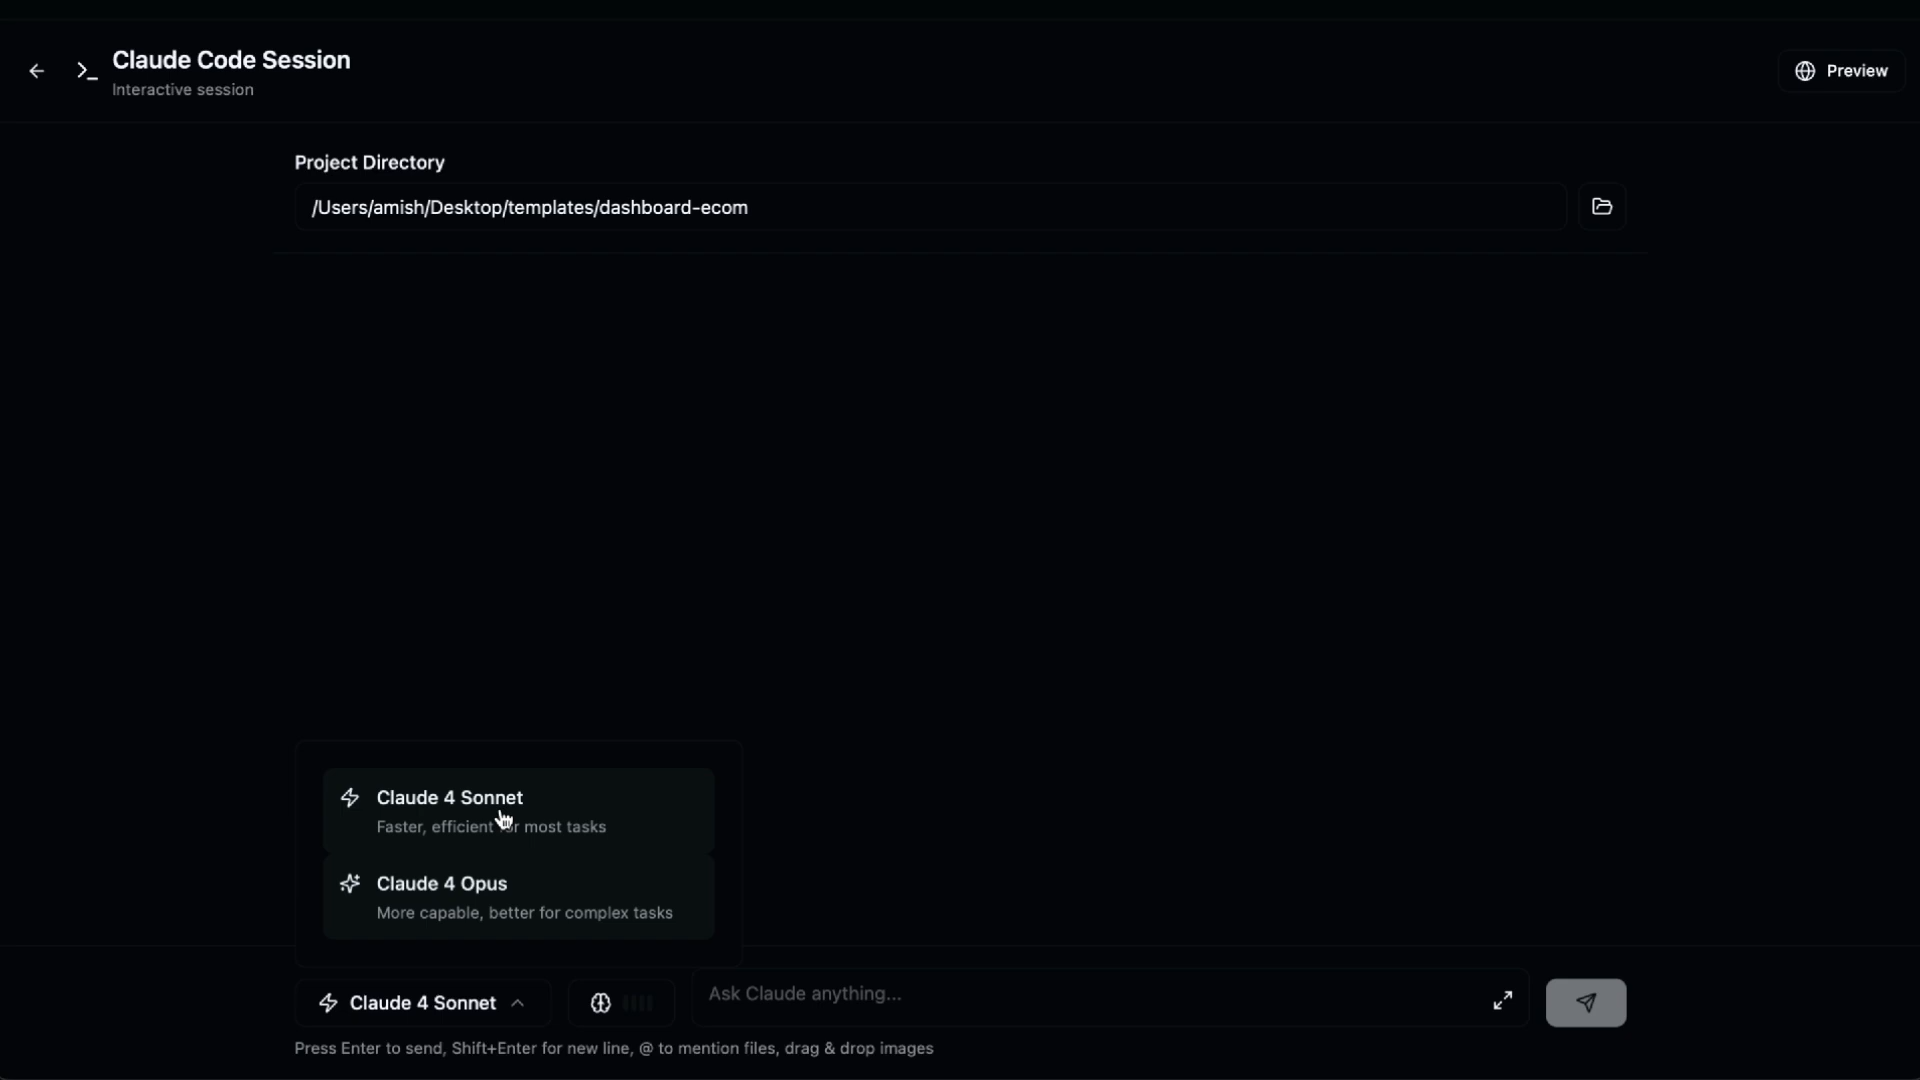 Claude Code Session
Interactive session
Preview
Project Directory
/Users/amish/Desktop/templates/dashboard-ecom
Claude 4 Sonnet
Faster, efficient for most tasks
Claude 4 Opus
More capable, better for complex tasks
Claude 4 Sonnet
Ask Claude anything...
Press Enter to send, Shift+Enter for new line, @ to mention files, drag & drop images